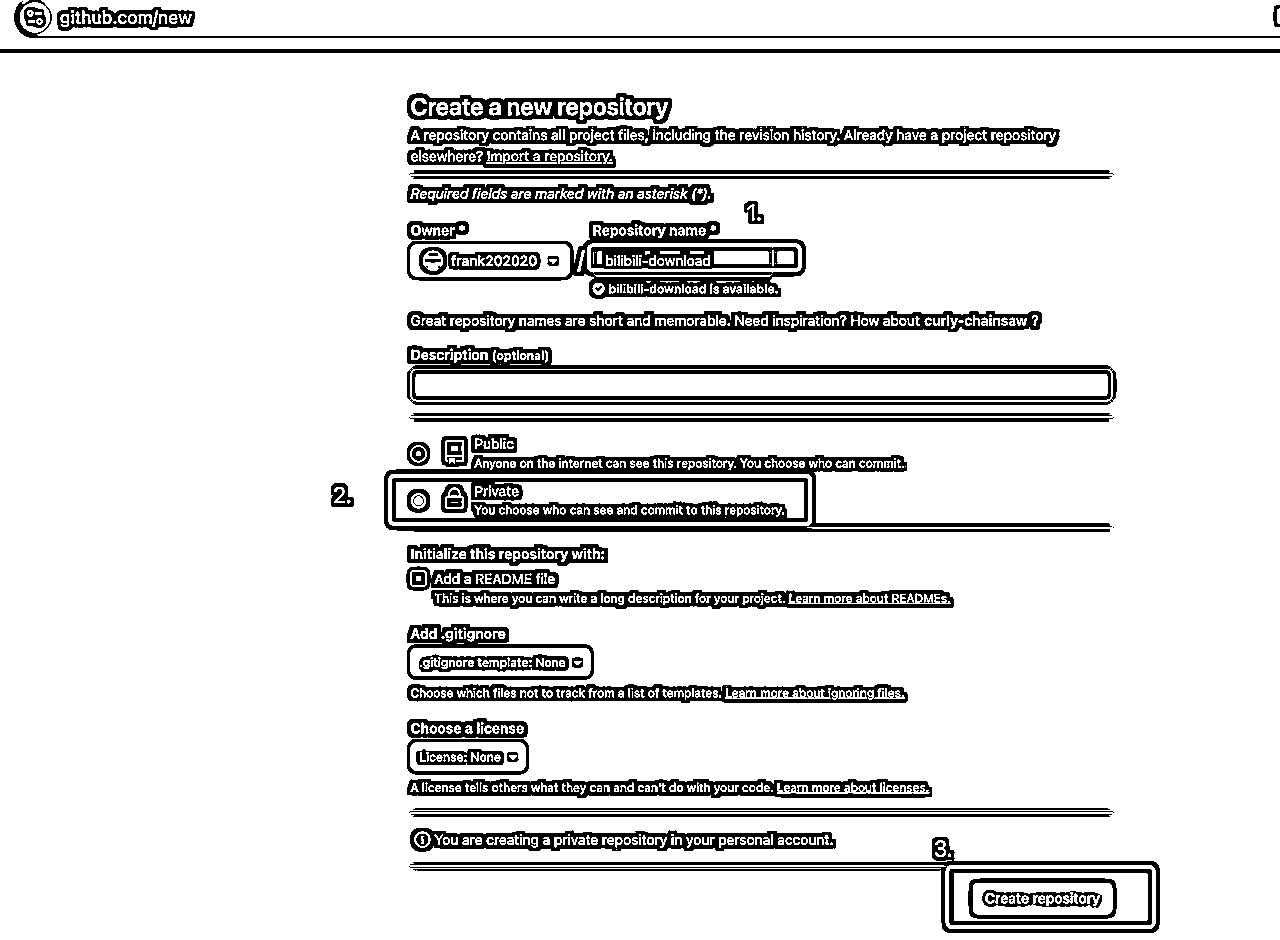 github.com/new
Create a new repository
A repository contains all project files, including the revision history. Already have a project repository
elsewhere? Import a repository.
Required fields are marked with an asterisk (*).
1.
Owner *
Repository name *
frank202020
/
bilibili-download
bilibili-download is available.
Great repository names are short and memorable. Need inspiration? How about curly-chainsaw ?
Description (optional)
Public
Anyone on the internet can see this repository. You choose who can commit.
2.
Private
You choose who can see and commit to this repository.
Initialize this repository with:
Add a README file
This is where you can write a long description for your project. Learn more about READMEs.
Add .gitignore
.gitignore template: None
Choose which files not to track from a list of templates. Learn more about ignoring files.
Choose a license
License: None
A license tells others what they can and can't do with your code. Learn more about licenses.
You are creating a private repository in your personal account.
3.
Create repository